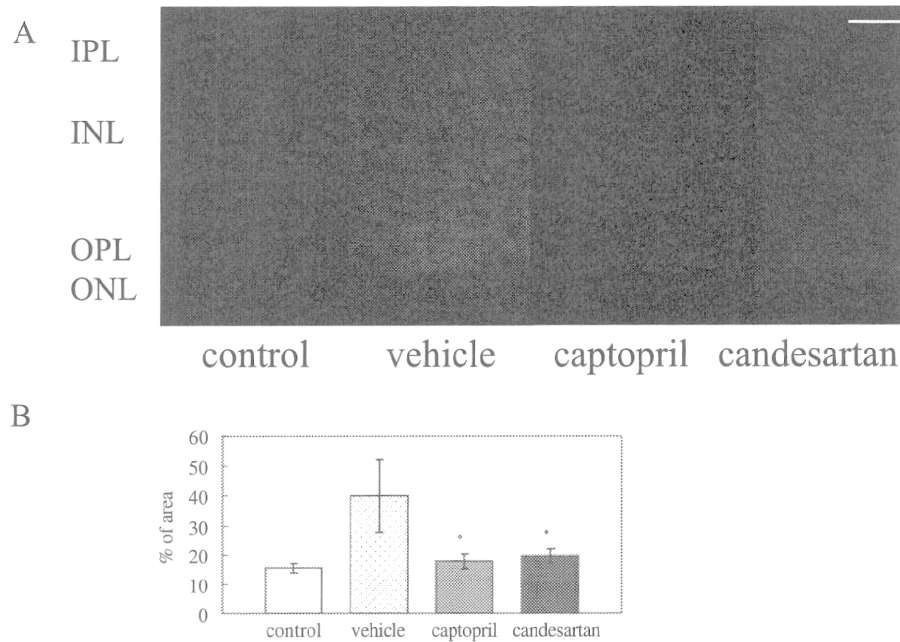 A
IPL
INL
OPL
ONL
control vehicle captopril candesartan
B
60
50
40
30
20
10
0
% of area
* *
control vehicle captopril candesartan